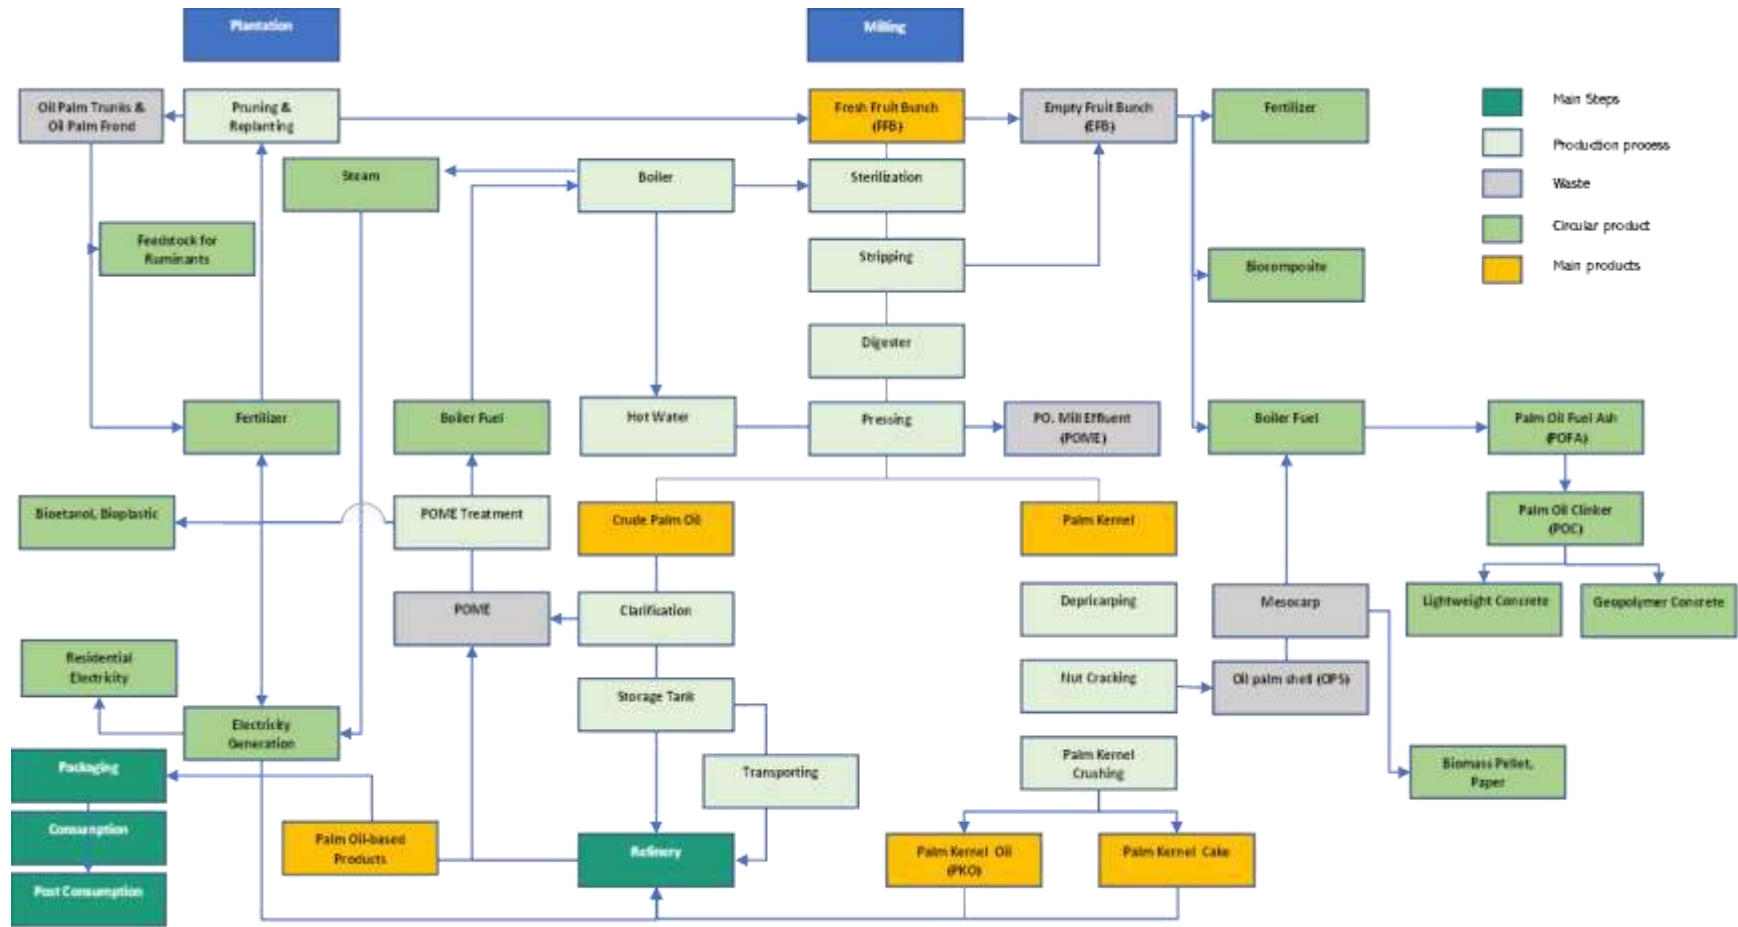 Plantation
Milling
Oil Palm Trunks &
Oil Palm Frond
Pruning &
Replanting
Fresh Fruit Bunch
(FFB)
Empty Fruit Bunch
(EFB)
Fertilizer
Main Steps
Production process
Waste
Circular product
Main products
Steam
Boiler
Sterilization
Feedstock for
Ruminants
Stripping
Biocomposite
Digester
Fertilizer
Boiler Fuel
Hot Water
Pressing
PO. Mill Effluent
(POME)
Boiler Fuel
Palm Oil Fuel Ash
(POFA)
Bioetanol, Bioplastic
POME Treatment
Crude Palm Oil
Palm Kernel
Palm Oil Clinker
(POC)
POME
Clarification
Depricarping
Mesocarp
Lightweight Concrete
Geopolymer Concrete
Residential
Electricity
Storage Tank
Nut Cracking
Oil palm shell (OPS)
Electricity
Generation
Packaging
Transporting
Palm Kernel
Crushing
Biomass Pellet,
Paper
Consumption
Palm Oil-based
Products
Refinery
Palm Kernel Oil
(PKO)
Palm Kernel Cake
Post Consumption